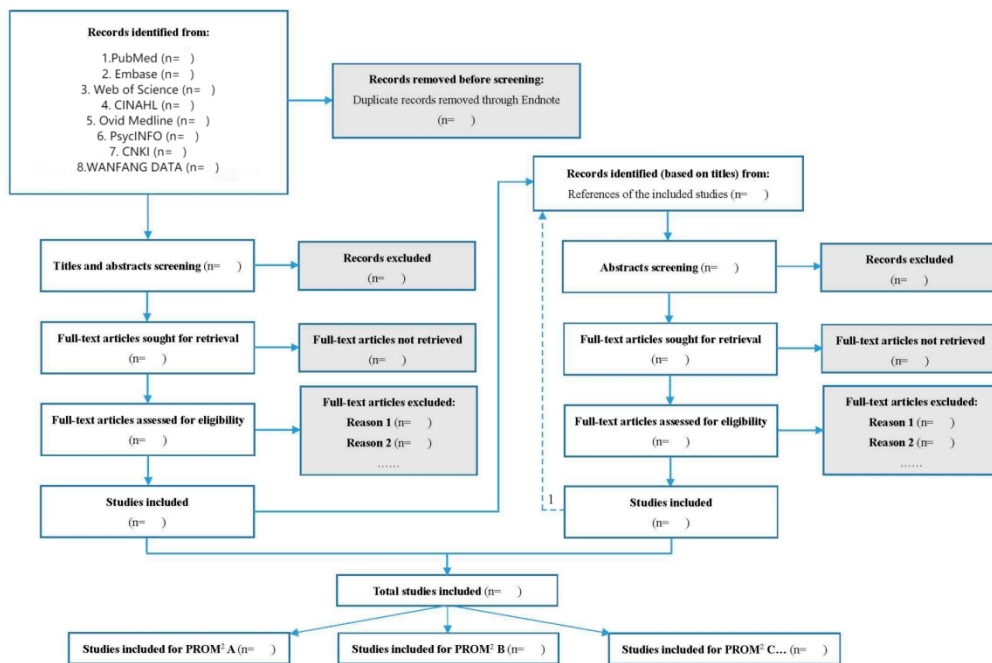 Records identified from:
1.PubMed (n=   )
2. Embase (n=   )
3. Web of Science (n=   )
4. CINAHL (n=   )
5. Ovid Medline (n=   )
6. PsycINFO (n=   )
7. CNKI (n=   )
8.WANFANG DATA (n=   )
Records removed before screening:
Duplicate records removed through Endnote
(n=   )
Titles and abstracts screening (n=   )
Records excluded
(n=   )
Full-text articles sought for retrieval
(n=   )
Full-text articles not retrieved
(n=   )
Full-text articles assessed for eligibility
(n=   )
Full-text articles excluded:
Reason 1 (n=   )
Reason 2 (n=   )
……
Studies included
(n=   )
Records identified (based on titles) from:
References of the included studies (n=   )
Abstracts screening (n=   )
Records excluded
(n=   )
Full-text articles sought for retrieval
(n=   )
Full-text articles not retrieved
(n=   )
Full-text articles assessed for eligibility
(n=   )
Full-text articles excluded:
Reason 1 (n=   )
Reason 2 (n=   )
……
1
Studies included
(n=   )
Total studies included (n=   )
Studies included for PROM² A (n=   )
Studies included for PROM² B (n=   )
Studies included for PROM² C... (n=   )